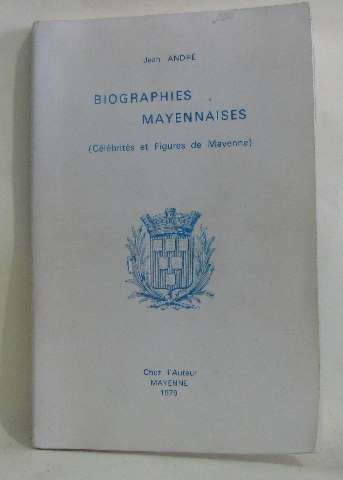 Jean ANDRÉ
BIOGRAPHIES
MAYENNAISES
(Célébrités et Figures de Mayenne)
Chez l'Auteur
MAYENNE
1979